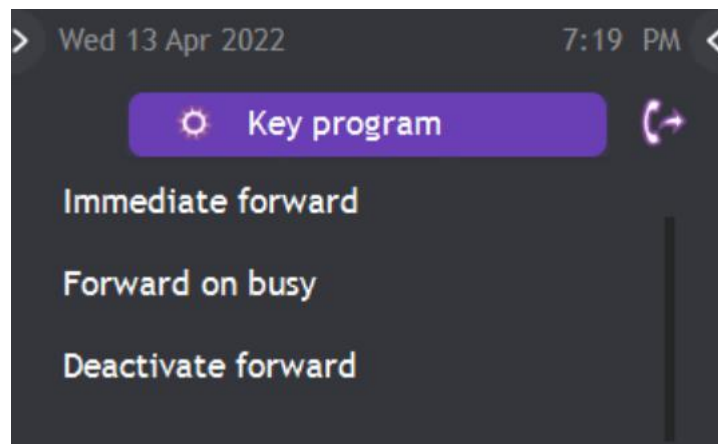 Wed 13 Apr 2022 7:19 PM
Key program
Immediate forward
Forward on busy
Deactivate forward